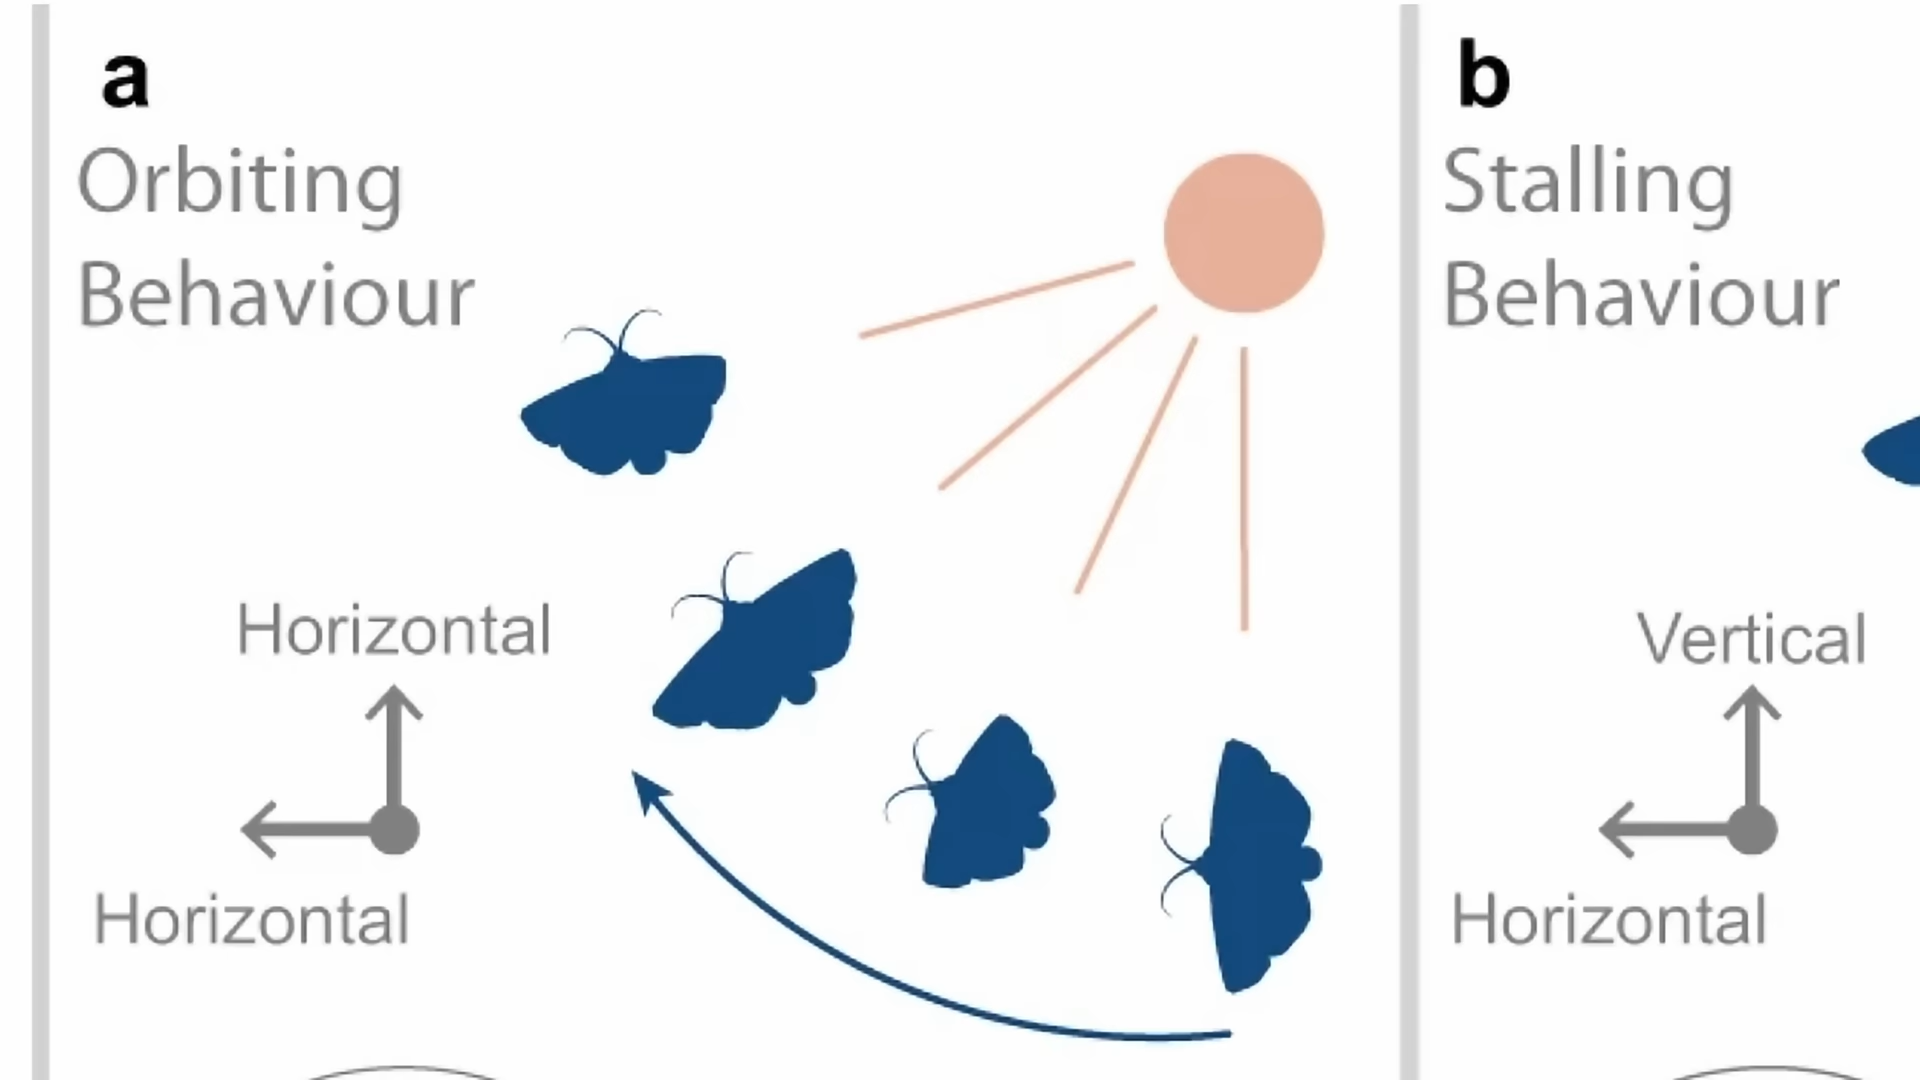 a
Orbiting
Behaviour
Horizontal
Horizontal
b
Stalling
Behaviour
Vertical
Horizontal